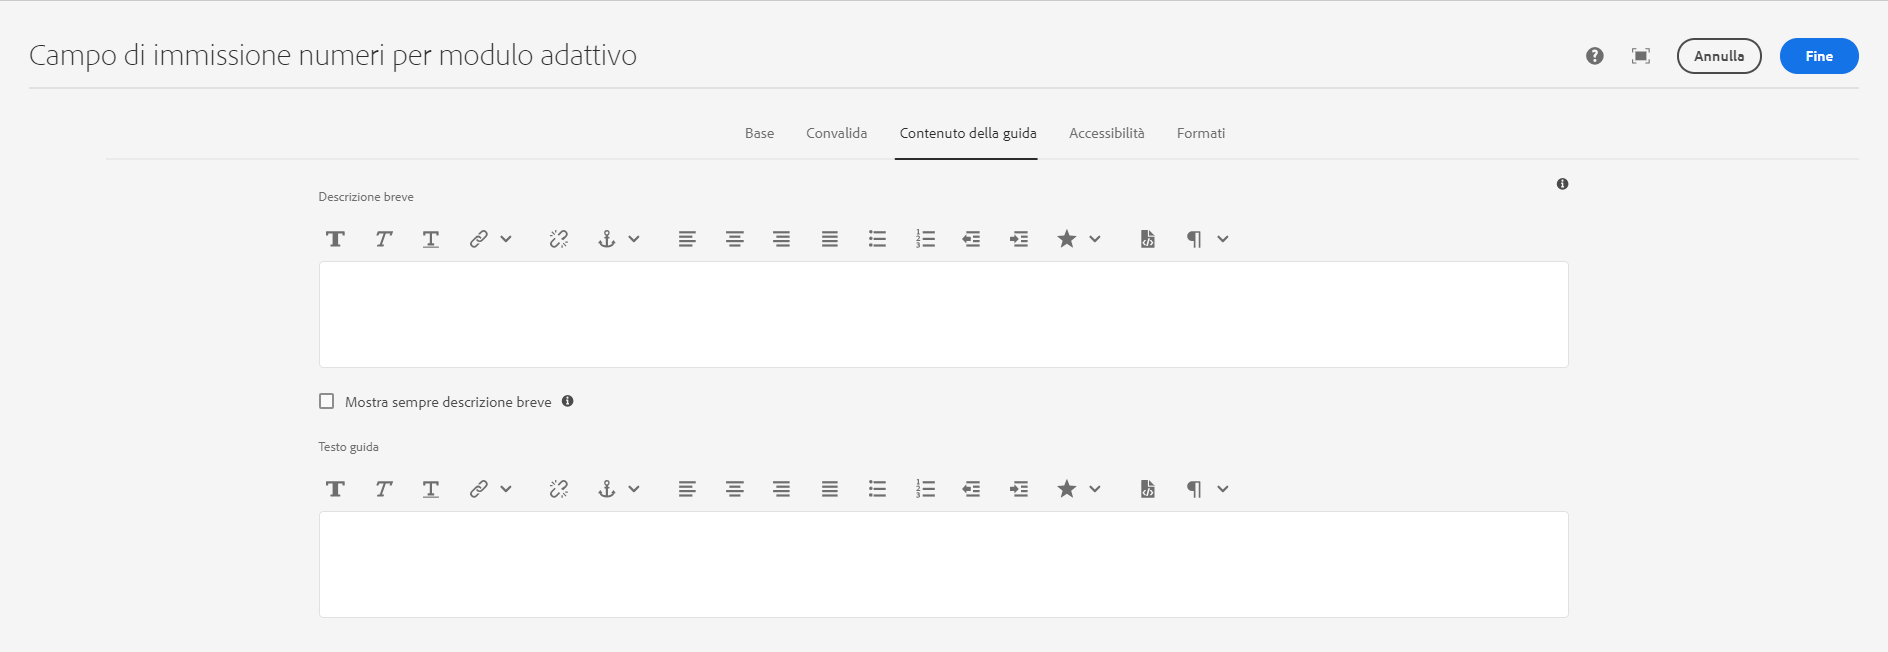 Campo di immissione numeri per modulo adattivo
Annulla
Fine
Base
Convalida
Contenuto della guida
Accessibilità
Formati
Descrizione breve
Mostra sempre descrizione breve
Testo guida